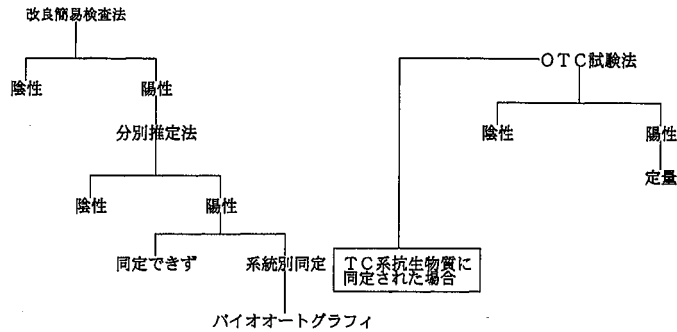 改良簡易検査法
陰性
陽性
分別推定法
陰性
陽性
同定できず
系統別同定
バイオオートグラフィ
OTC試験法
陰性
陽性
定量
TC系抗生物質に
同定された場合